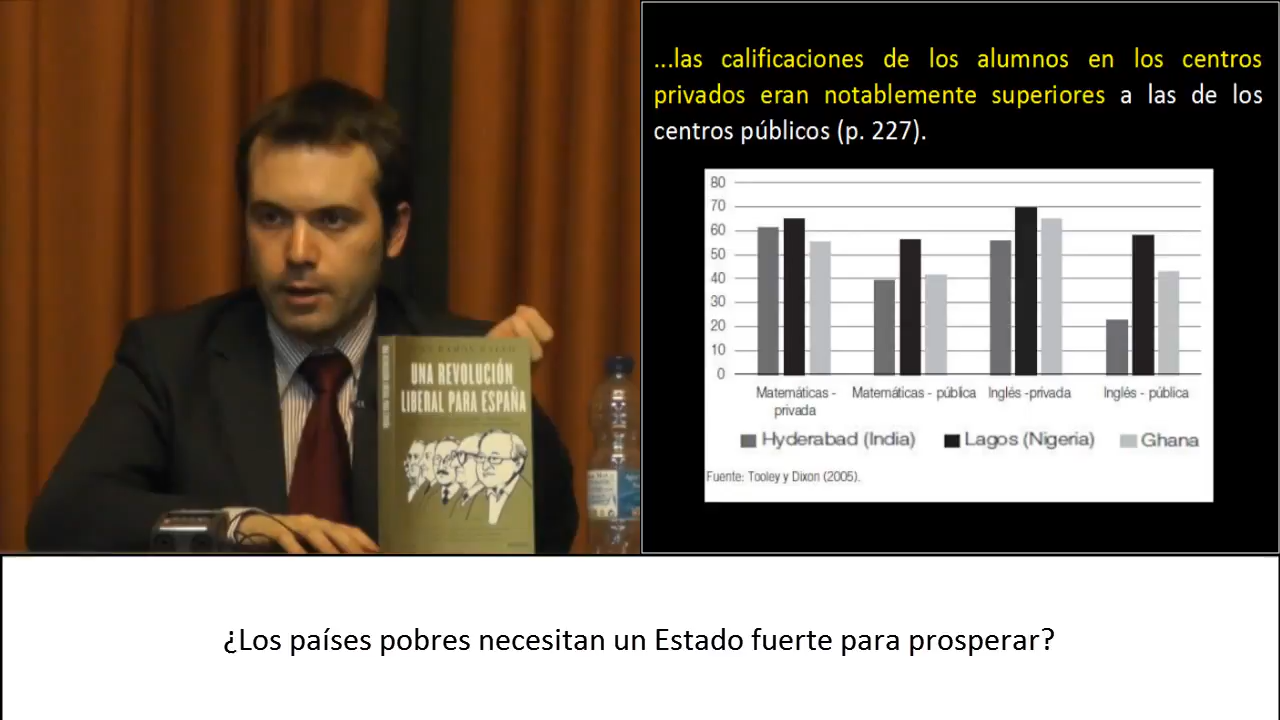 UNA REVOLUCIÓN
LIBERAL PARA ESPAÑA
...las calificaciones de los alumnos en los centros
privados eran notablemente superiores a las de los
centros públicos (p. 227).
80
70
60
50
40
30
20
10
0
Matemáticas - privada
Matemáticas - pública
Inglés -privada
Inglés - pública
Hyderabad (India) Lagos (Nigeria) Ghana
Fuente: Tooley y Dixon (2005).
¿Los países pobres necesitan un Estado fuerte para prosperar?